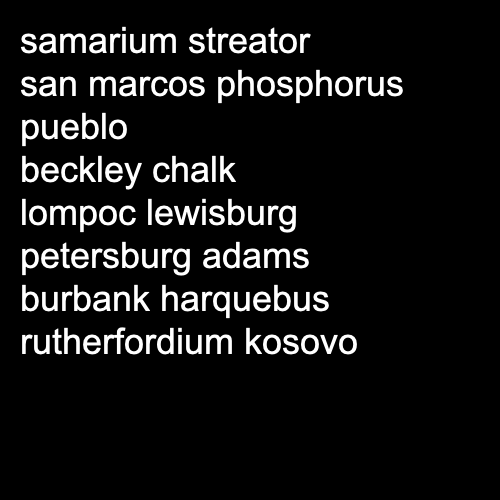 samarium streator
san marcos phosphorus
pueblo
beckley chalk
lompoc lewisburg
petersburg adams
burbank harquebus
rutherfordium kosovo